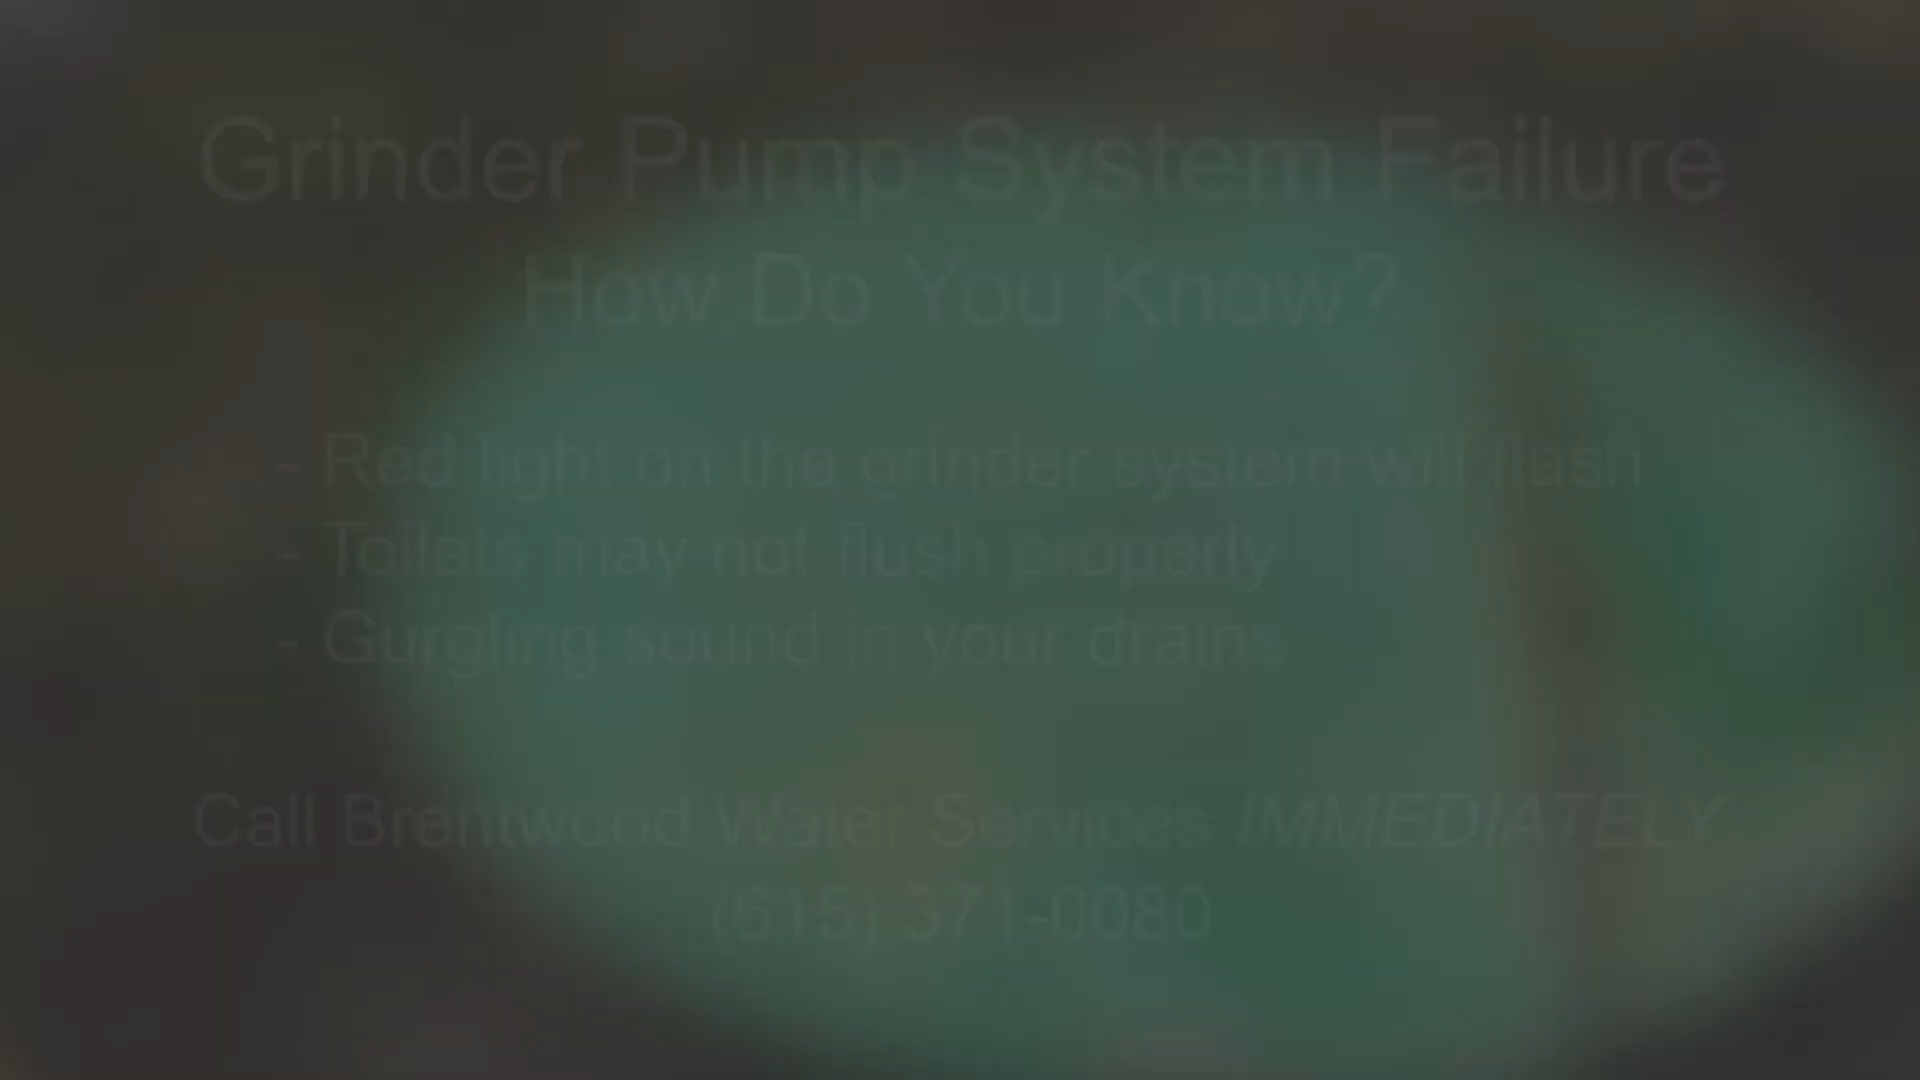 Grinder Pump System Failure
How Do You Know?
- Red light on the grinder system will flash
- Toilets may not flush properly
- Gurgling sound in your drains
Call Brentwood Water Services IMMEDIATELY
(615) 371-0080